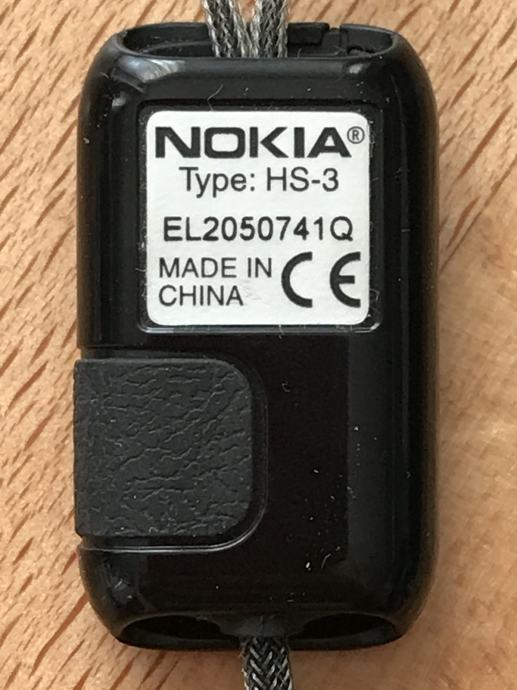 NOKIA®
Type: HS-3
EL2050741Q
MADE IN
CHINA
CE